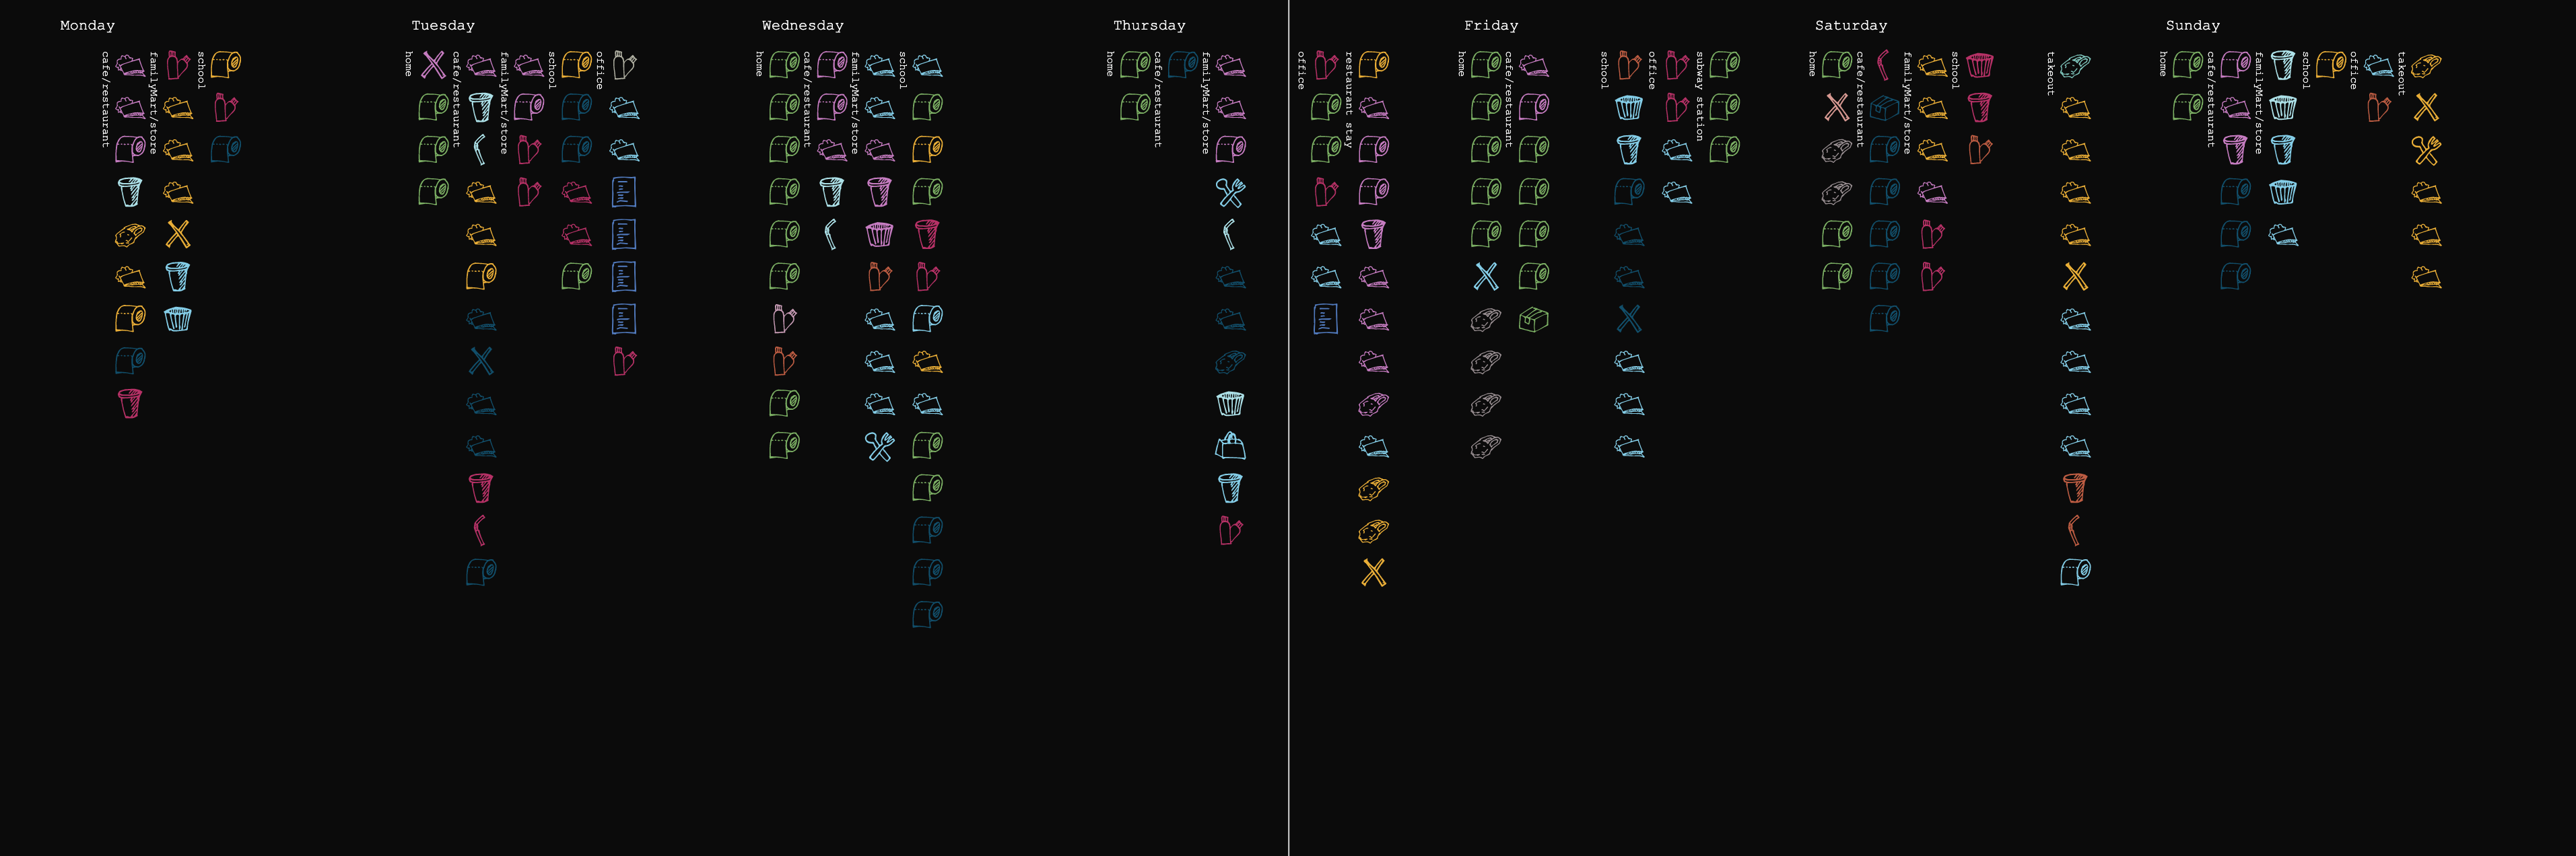 Monday
cafe/restaurant
familyMart/store
school
Tuesday
home
cafe/restaurant
familyMart/store
school
office
Wednesday
home
cafe/restaurant
familyMart/store
school
Thursday
home
cafe/restaurant
familyMart/store
office
restaurant stay
Friday
home
cafe/restaurant
school
office
subway station
Saturday
home
cafe/restaurant
familyMart/store
school
takeout
Sunday
home
cafe/restaurant
familyMart/store
school
office
takeout